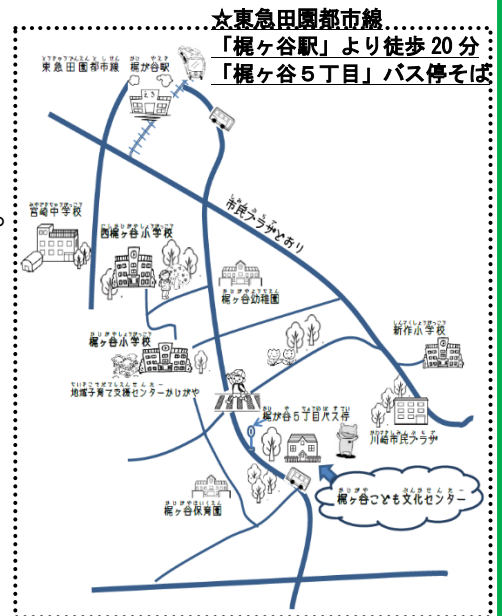 ☆東急田園都市線
「梶ヶ谷駅」より徒歩20分
「梶ヶ谷５丁目」バス停そば
東急田園都市線 梶が谷駅
えき
市民プラザとおり
宮崎中学校
西梶ヶ谷小学校
梶ヶ谷幼稚園
梶ヶ谷小学校
新作小学校
地域子育て支援センターかじがや
梶が谷５丁目バス停
川崎市民プラザ
梶ヶ谷こども文化センター
梶ヶ谷保育園
。